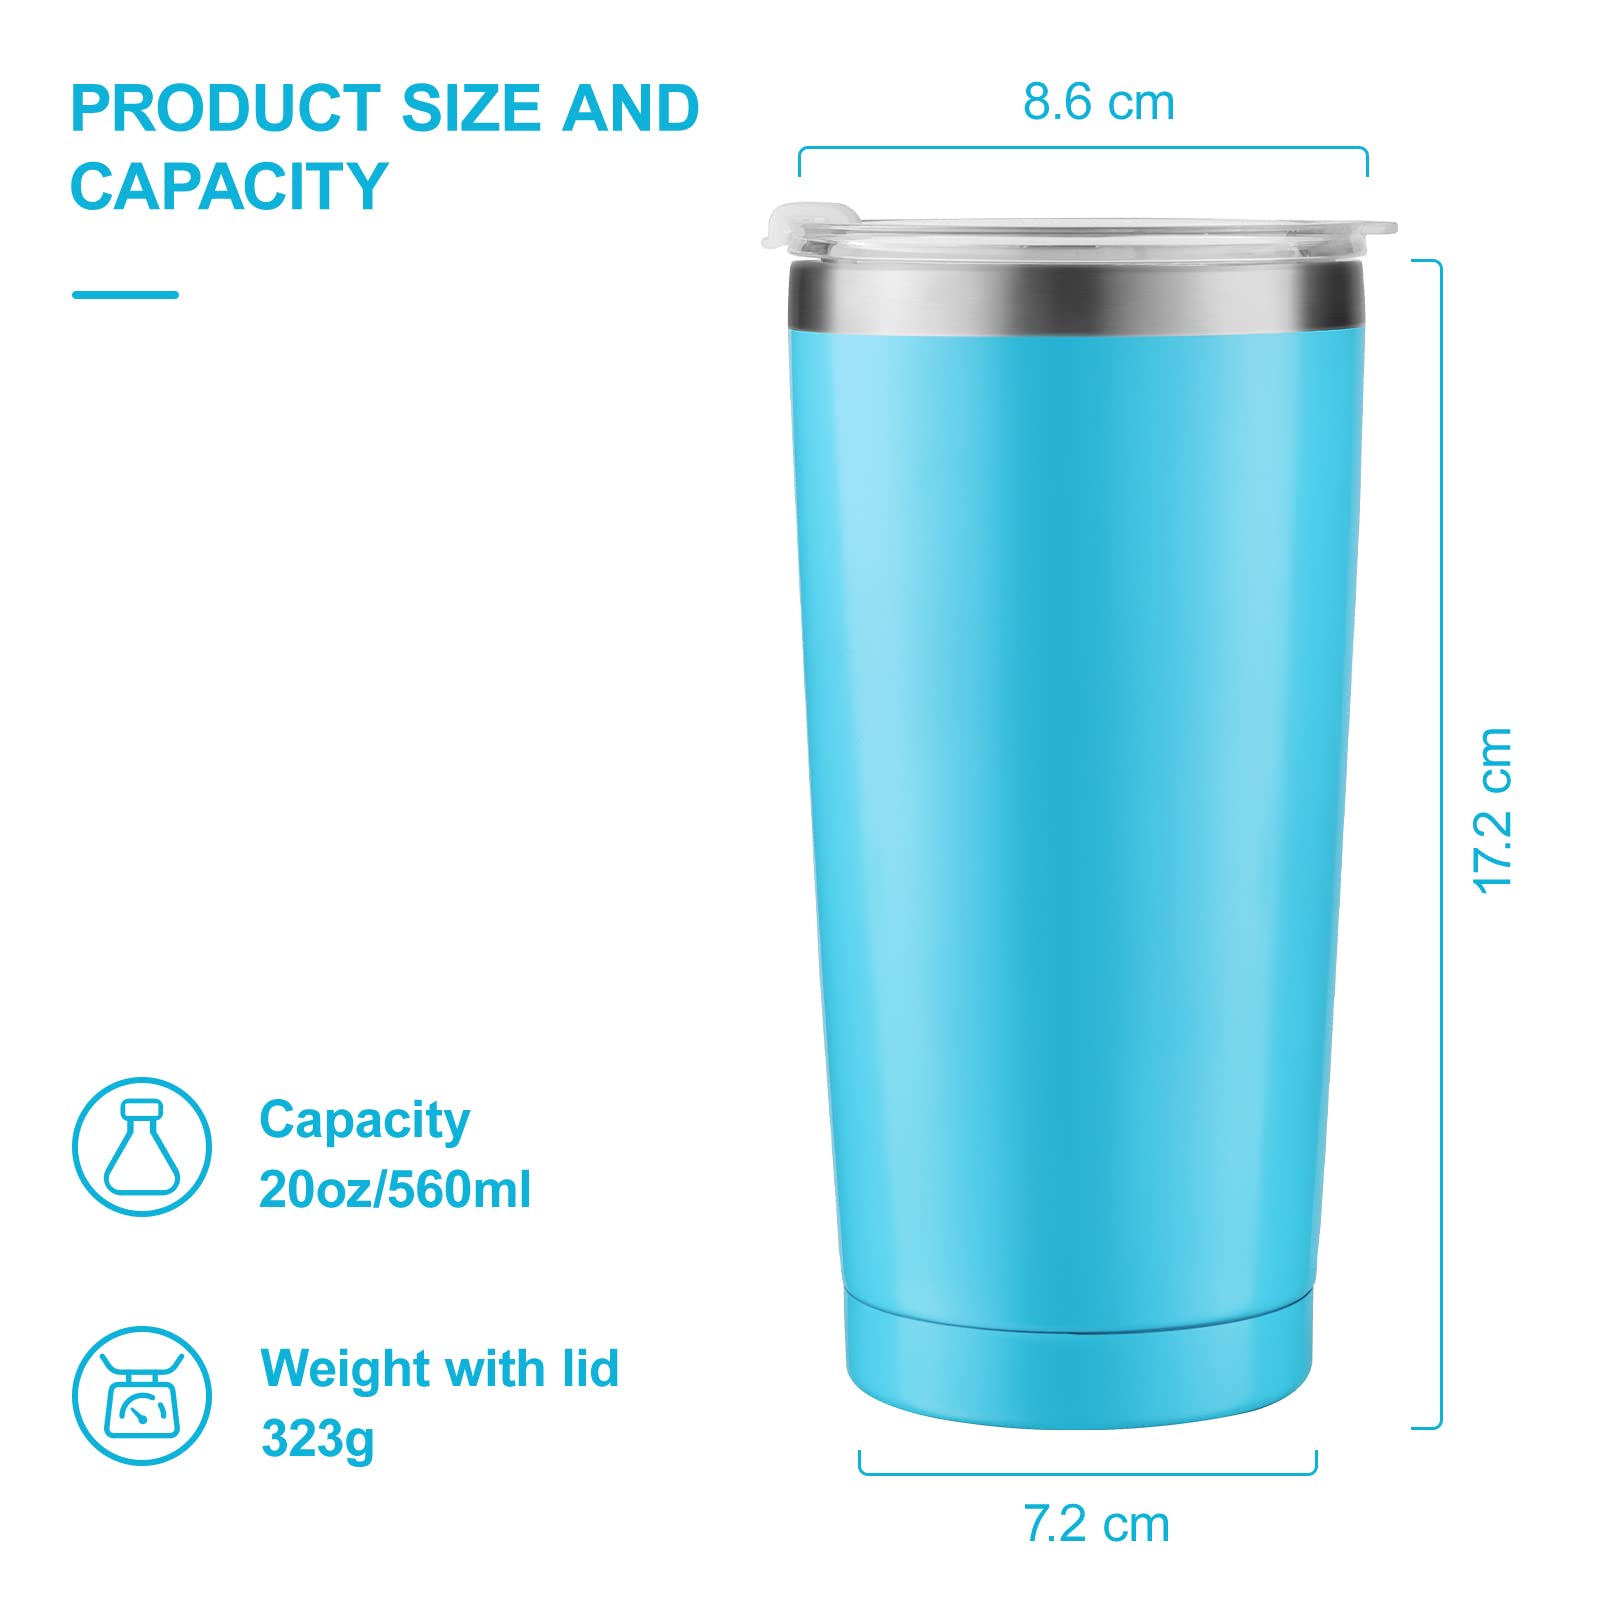 PRODUCT SIZE AND
CAPACITY
8.6 cm
17.2 cm
Capacity
20oz/560ml
Weight with lid
323g
7.2 cm